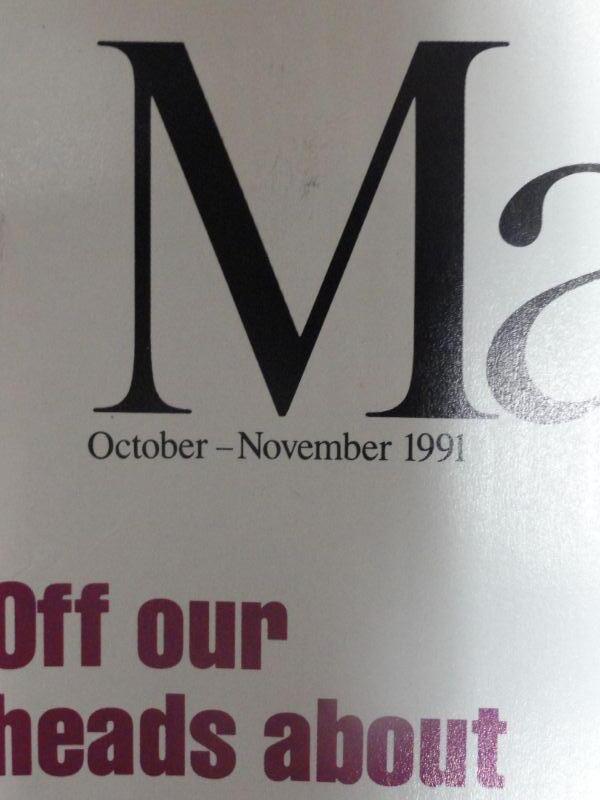 Ma
October – November 1991
Off our
heads about